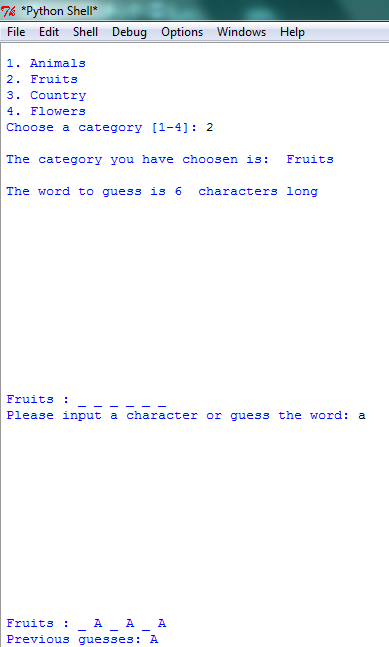 *Python Shell*
File Edit Shell Debug Options Windows Help
1. Animals
2. Fruits
3. Country
4. Flowers
Choose a category [1-4]: 2
The category you have choosen is:  Fruits
The word to guess is 6  characters long
Fruits : _ _ _ _ _ _
Please input a character or guess the word: a
Fruits : _ A _ A _ A
Previous guesses: A